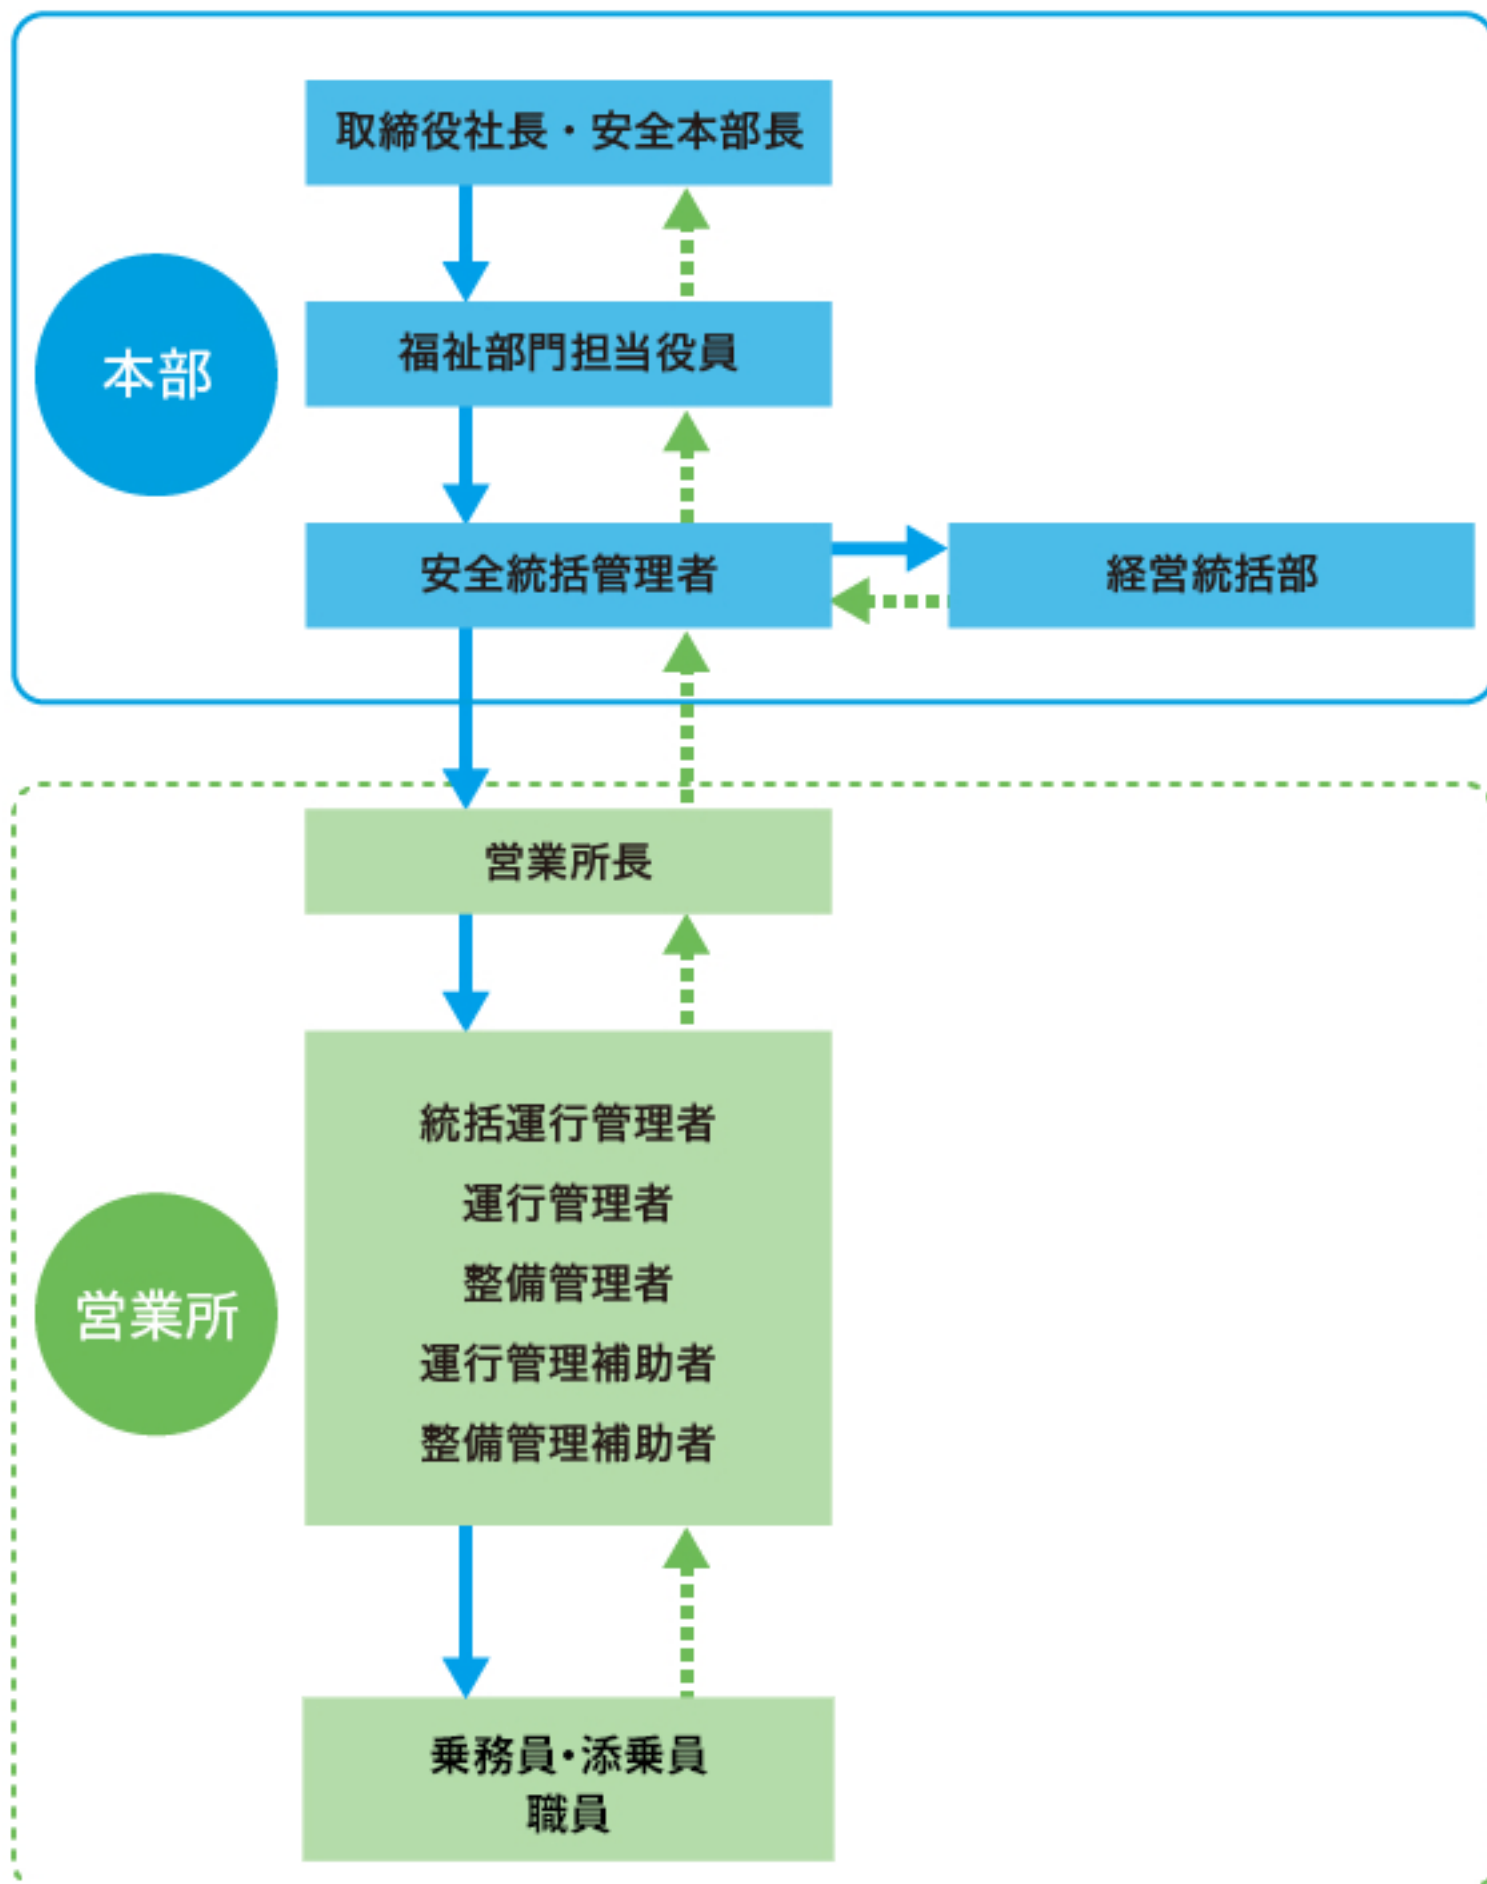 取締役社長・安全本部長
本部
福祉部門担当役員
安全統括管理者
経営統括部
営業所長
営業所
統括運行管理者
運行管理者
整備管理者
運行管理補助者
整備管理補助者
乗務員・添乗員
職員